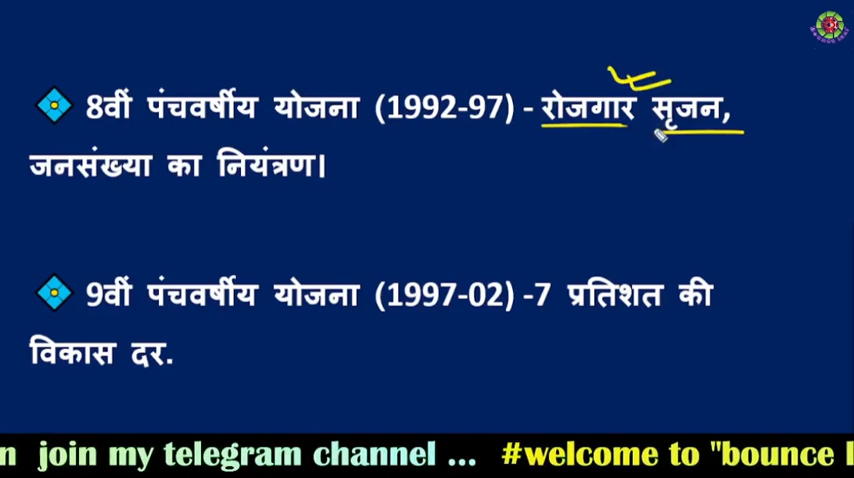 8वीं पंचवर्षीय योजना (1992-97) - रोजगार सृजन,
जनसंख्या का नियंत्रण।
9वीं पंचवर्षीय योजना (1997-02) -7 प्रतिशत की
विकास दर.
n join my telegram channel ... #welcome to "bounce